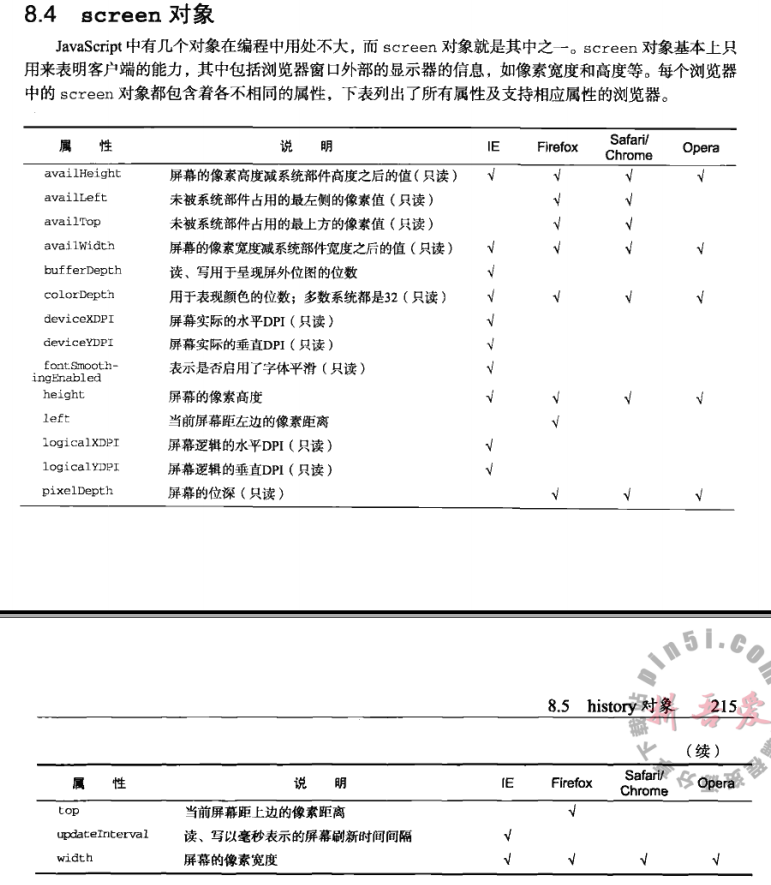 8.4 screen 对象
JavaScript 中有几个对象在编程中用处不大，而 screen 对象就是其中之一。screen 对象基本上只
用来表明客户端的能力，其中包括浏览器窗口外部的显示器的信息，如像素宽度和高度等。每个浏览器
中的 screen 对象都包含着各不相同的属性，下表列出了所有属性及支持相应属性的浏览器。
属 性 说 明 IE Firefox Safari/ Chrome Opera
availHeight 屏幕的像素高度减系统部件高度之后的值（只读） √ √ √ √
availLeft 未被系统部件占用的最左侧的像素值（只读） √ √
availTop 未被系统部件占用的最上方的像素值（只读） √ √
availWidth 屏幕的像素宽度减系统部件宽度之后的值（只读） √ √ √ √
bufferDepth 读、写用于呈现屏外位图的位数 √
colorDepth 用于表现颜色的位数；多数系统都是32（只读） √ √ √ √
deviceXDPI 屏幕实际的水平DPI（只读） √
deviceYDPI 屏幕实际的垂直DPI（只读） √
fontSmooth- 表示是否启用了字体平滑（只读） √
ingEnabled
height 屏幕的像素高度 √ √ √ √
left 当前屏幕距左边的像素距离 √
logicalXDPI 屏幕逻辑的水平DPI（只读） √
logicalYDPI 屏幕逻辑的垂直DPI（只读） √
pixelDepth 屏幕的位深（只读） √ √ √
8.5 history 对象 215
（续）
属 性 说 明 IE Firefox Safari/ Chrome Opera
top 当前屏幕距上边的像素距离 √
updateInterval 读、写以毫秒表示的屏幕刷新时间间隔 √
width 屏幕的像素宽度 √ √ √ √